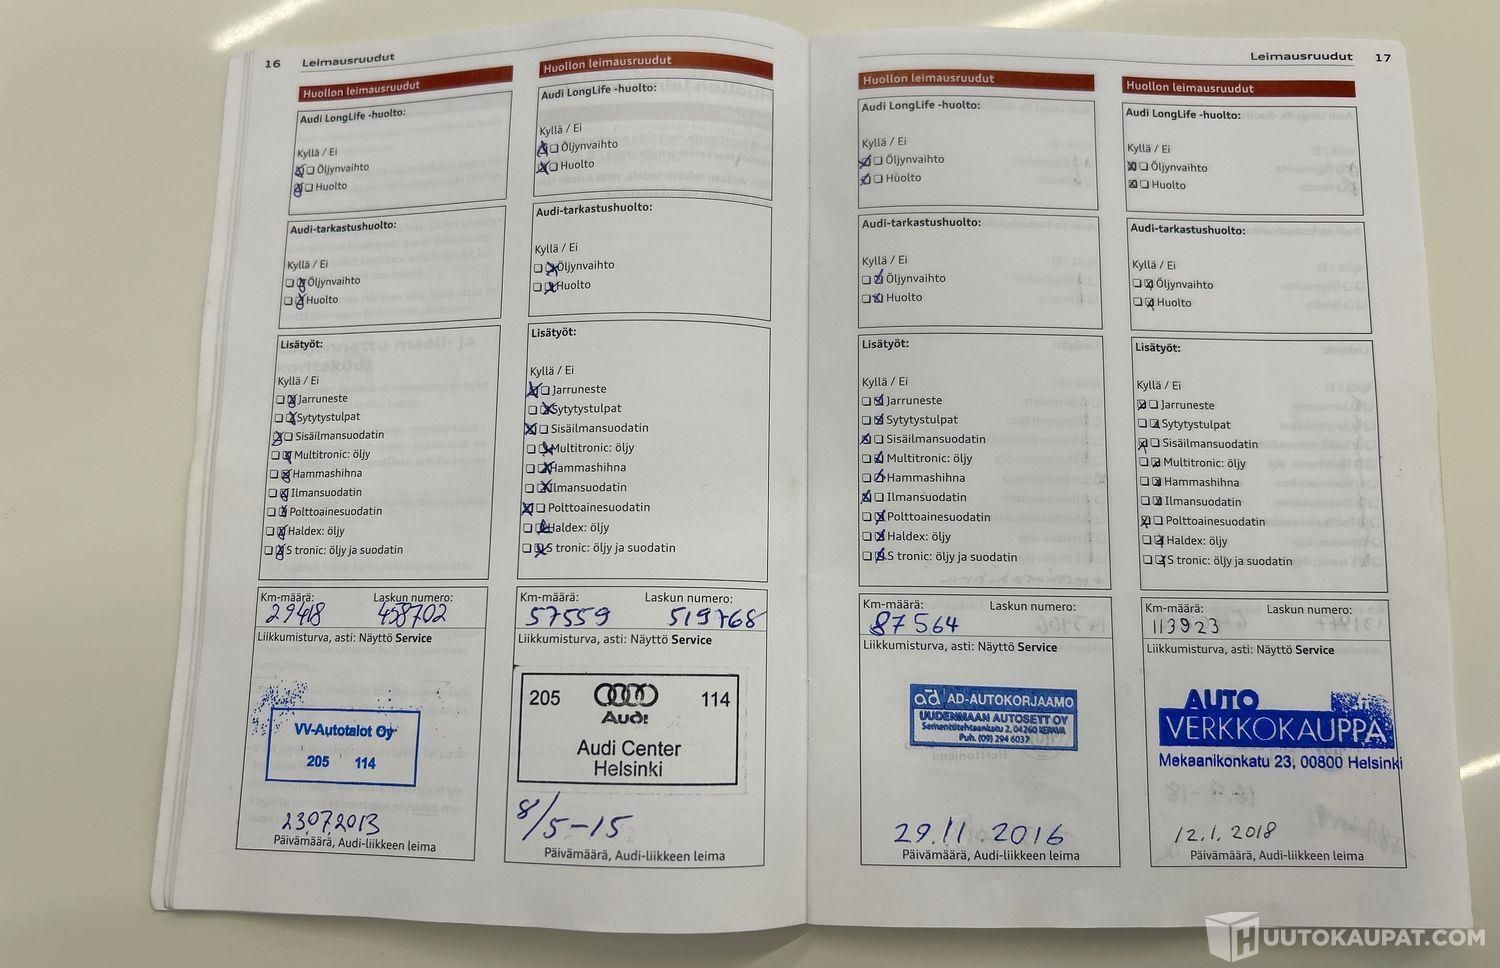 16 Leimausruudut
Huollon leimausruudut
Audi LongLife -huolto:
Kyllä / Ei
Öljynvaihto
Huolto
Audi-tarkastushuolto:
Kyllä / Ei
Öljynvaihto
Huolto
Lisätyöt:
Kyllä / Ei
Jarruneste
Sytytystulpat
Sisäilmansuodatin
Multitronic: öljy
Hammashihna
Ilmansuodatin
Polttoainesuodatin
Haldex: öljy
S tronic: öljy ja suodatin
Km-määrä: Laskun numero:
29418 458702
Liikkumisturva, asti: Näyttö Service
VV-Autotalot Oy
205 114
23.07.2013
Päivämäärä, Audi-liikkeen leima
Huollon leimausruudut
Audi LongLife -huolto:
Kyllä / Ei
Öljynvaihto
Huolto
Audi-tarkastushuolto:
Kyllä / Ei
Öljynvaihto
Huolto
Lisätyöt:
Kyllä / Ei
Jarruneste
Sytytystulpat
Sisäilmansuodatin
Multitronic: öljy
Hammashihna
Ilmansuodatin
Polttoainesuodatin
Haldex: öljy
S tronic: öljy ja suodatin
Km-määrä: Laskun numero:
57559 519768
Liikkumisturva, asti: Näyttö Service
205 114
Audi
Audi Center
Helsinki
8/5-15
Päivämäärä, Audi-liikkeen leima
Leimausruudut 17
Huollon leimausruudut
Audi LongLife -huolto:
Kyllä / Ei
Öljynvaihto
Huolto
Audi-tarkastushuolto:
Kyllä / Ei
Öljynvaihto
Huolto
Lisätyöt:
Kyllä / Ei
Jarruneste
Sytytystulpat
Sisäilmansuodatin
Multitronic: öljy
Hammashihna
Ilmansuodatin
Polttoainesuodatin
Haldex: öljy
S tronic: öljy ja suodatin
Km-määrä: Laskun numero:
87564
Liikkumisturva, asti: Näyttö Service
ad AD-AUTOKORJAAMO
UUDENMAAN AUTOSETT OY
Sementtitehtaankatu 2, 04260 KERAVA
Puh. (09) 294 6037
29.11.2016
Päivämäärä, Audi-liikkeen leima
Huollon leimausruudut
Audi LongLife -huolto:
Kyllä / Ei
Öljynvaihto
Huolto
Audi-tarkastushuolto:
Kyllä / Ei
Öljynvaihto
Huolto
Lisätyöt:
Kyllä / Ei
Jarruneste
Sytytystulpat
Sisäilmansuodatin
Multitronic: öljy
Hammashihna
Ilmansuodatin
Polttoainesuodatin
Haldex: öljy
S tronic: öljy ja suodatin
Km-määrä: Laskun numero:
113923
Liikkumisturva, asti: Näyttö Service
AUTO
VERKKOKAUPPA
Mekaanikonkatu 23, 00800 Helsinki
12.1.2018
Päivämäärä, Audi-liikkeen leima
HUUTOKAUPAT.COM